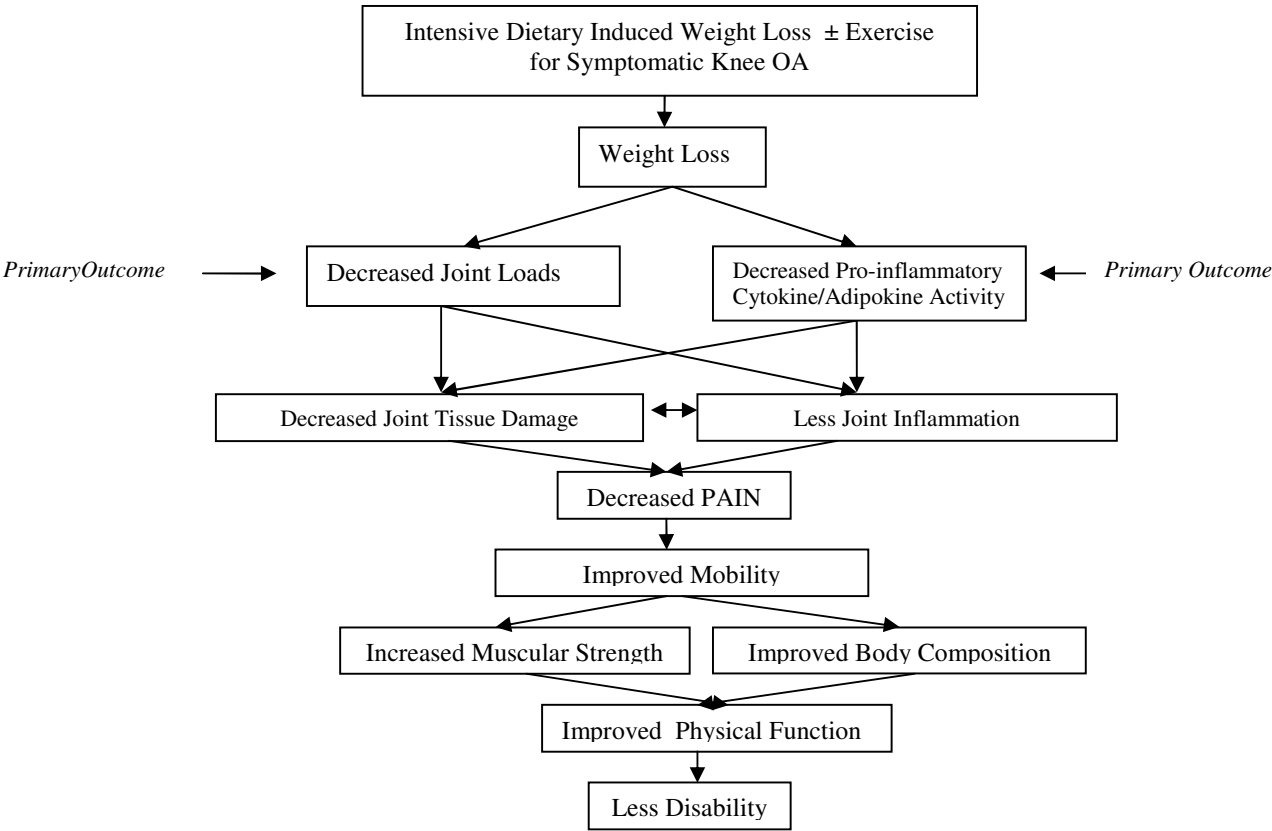 Intensive Dietary Induced Weight Loss ± Exercise
for Symptomatic Knee OA
Weight Loss
PrimaryOutcome
Decreased Joint Loads
Decreased Pro-inflammatory
Cytokine/Adipokine Activity
Primary Outcome
Decreased Joint Tissue Damage
Less Joint Inflammation
Decreased PAIN
Improved Mobility
Increased Muscular Strength
Improved Body Composition
Improved Physical Function
Less Disability